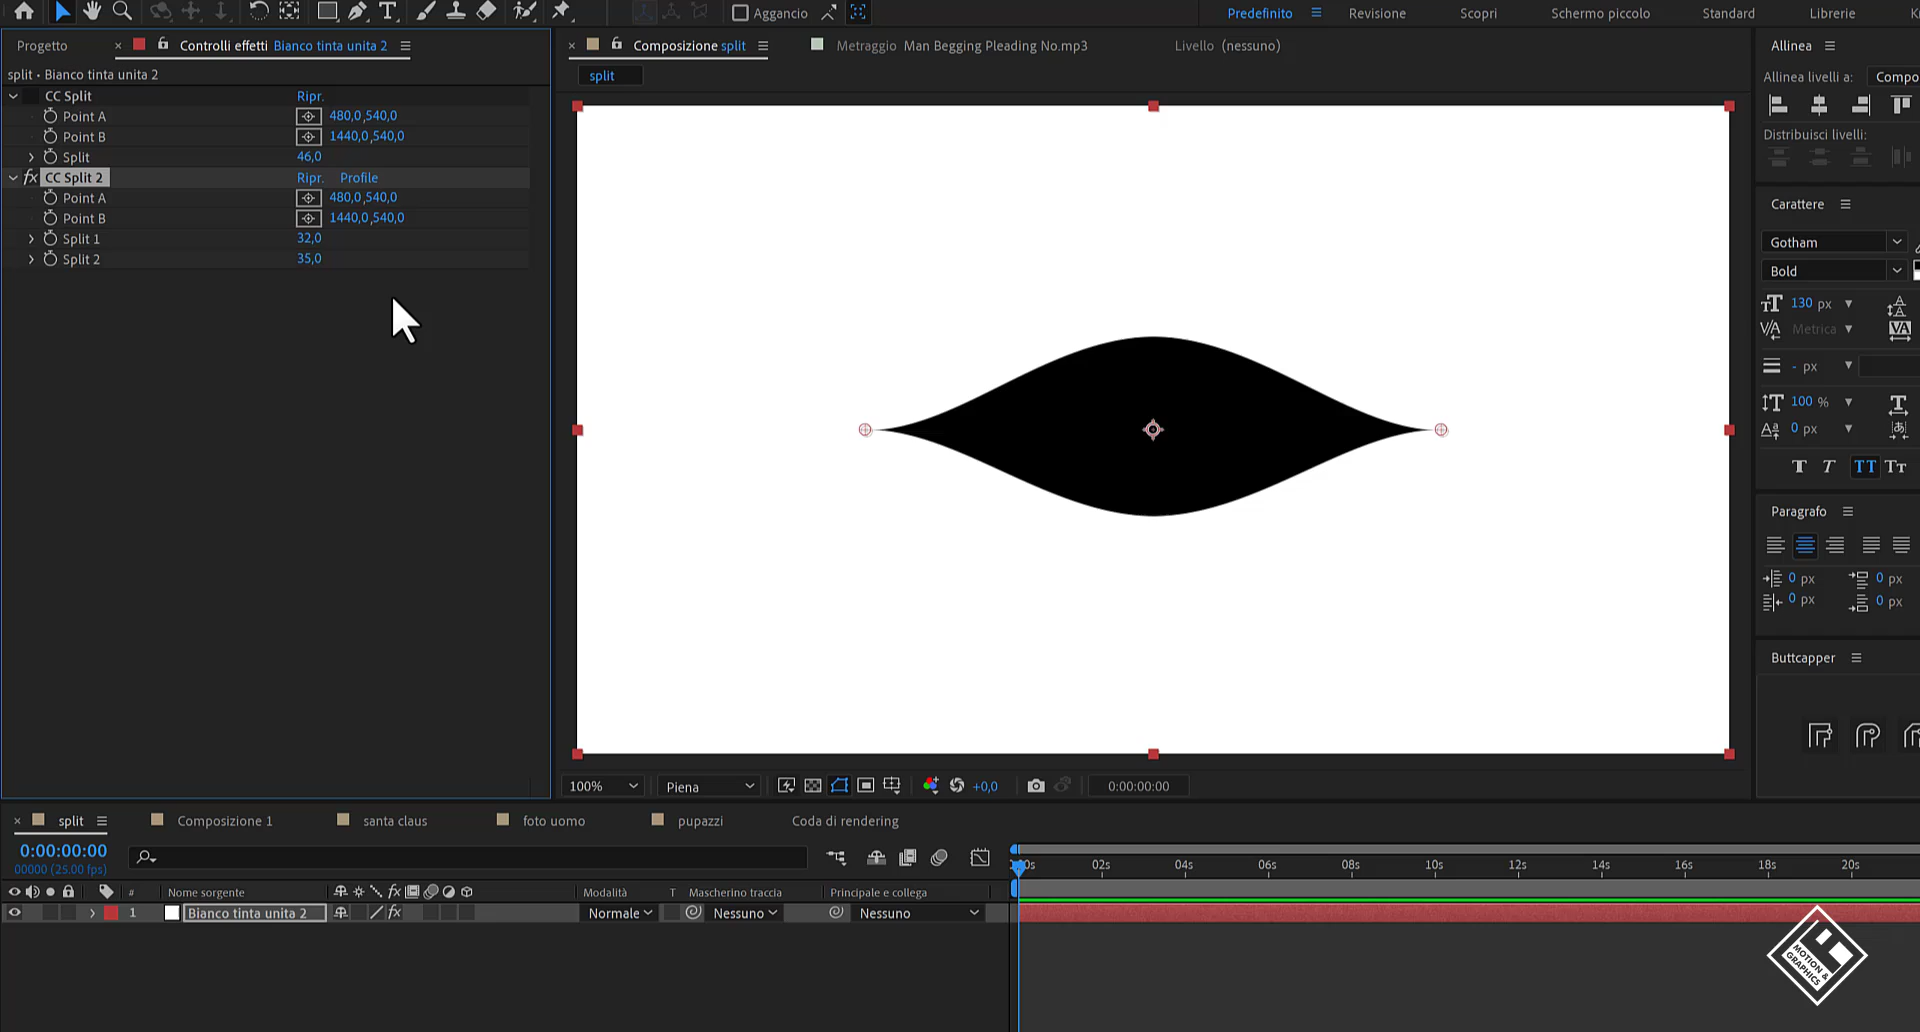 Aggancio
Predefinito
Revisione
Scopri
Schermo piccolo
Standard
Librerie
Progetto
Controlli effetti Bianco tinta unita 2
Composizione split
Metraggio Man Begging Pleading No.mp3
Livello (nessuno)
Allinea
split • Bianco tinta unita 2
split
Allinea livelli a: Compo
CC Split Ripr.
Point A 480,0,540,0
Point B 1440,0,540,0
Split 46,0
Distribuisci livelli:
fx CC Split 2 Ripr. Profile
Point A 480,0,540,0
Point B 1440,0,540,0
Split 1 32,0
Split 2 35,0
Carattere
Gotham
Bold
130 px
Metrica
- px
100 %
0 px
T T TT Tr
Paragrafo
0 px 0 px
0 px 0 px
Buttcapper
100% Piena +0,0 0:00:00:00
split
Composizione 1
santa claus
foto uomo
pupazzi
Coda di rendering
0:00:00:00
00000 (25.00 fps)
02s 04s 06s 08s 10s 12s 14s 16s 18s 20s
# Nome sorgente fx Modalità T Mascherino traccia Principale e collega
1 Bianco tinta unita 2 fx Normale Nessuno Nessuno
MOTION &
GRAPHICS